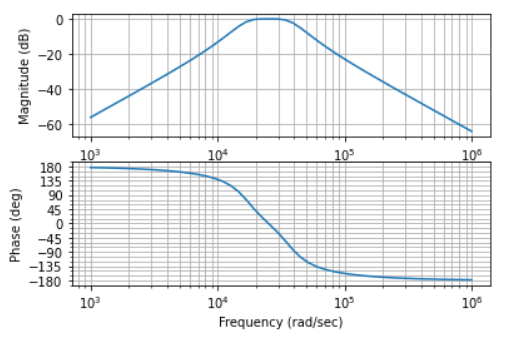 0
−20
−40
−60
Magnitude (dB)
10³ 10⁴ 10⁵ 10⁶
180
135
90
45
0
−45
−90
−135
−180
Phase (deg)
10³ 10⁴ 10⁵ 10⁶
Frequency (rad/sec)